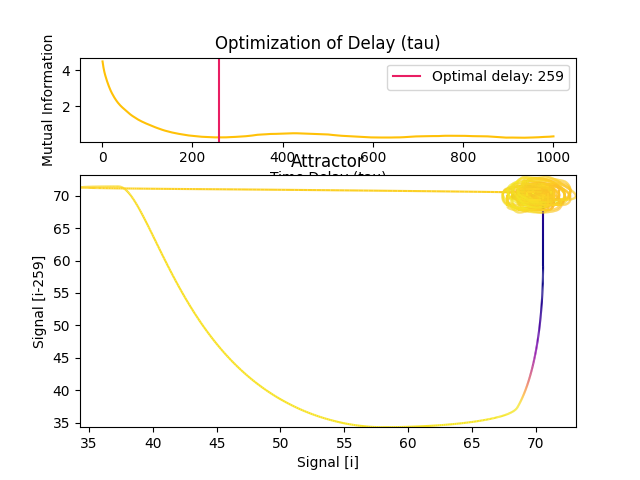 Optimization of Delay (tau)
Mutual Information
4
2
Optimal delay: 259
0 200 400 600 800 1000
Time Delay (tau)
Attractor
Signal [i-259]
70
65
60
55
50
45
40
35
35 40 45 50 55 60 65 70
Signal [i]